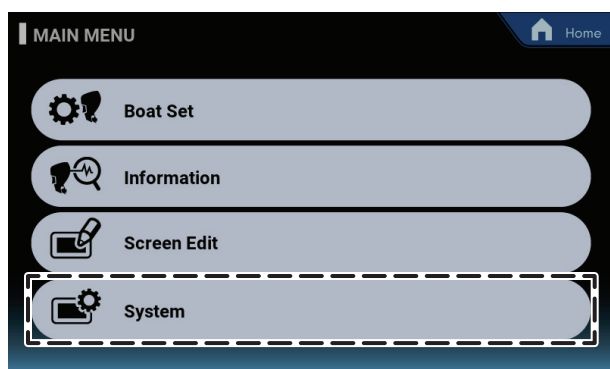 MAIN MENU
Home
Boat Set
Information
Screen Edit
System